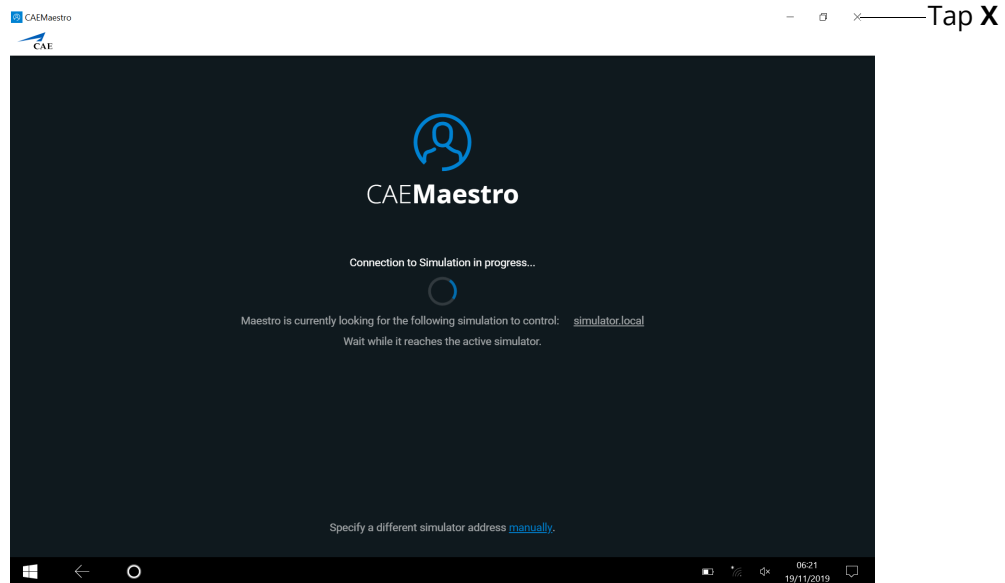 CAEMaestro
Tap X
CAE
CAEMaestro
Connection to Simulation in progress...
Maestro is currently looking for the following simulation to control: simulator.local
Wait while it reaches the active simulator.
Specify a different simulator address manually.
06:21
19/11/2019